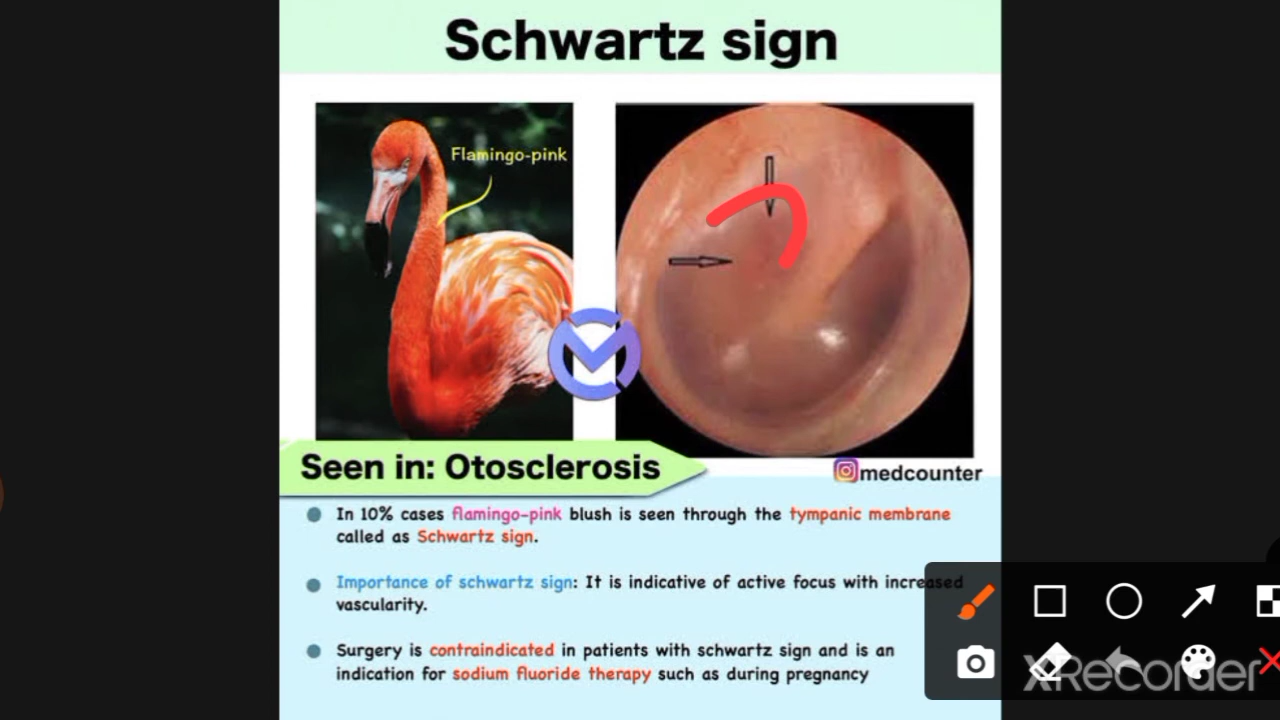 Schwartz sign
Flamingo-pink
Seen in: Otosclerosis
medcounter
In 10% cases flamingo-pink blush is seen through the tympanic membrane
called as Schwartz sign.
Importance of schwartz sign: It is indicative of active focus with increased
vascularity.
Surgery is contraindicated in patients with schwartz sign and is an
indication for sodium fluoride therapy such as during pregnancy
XRecorder